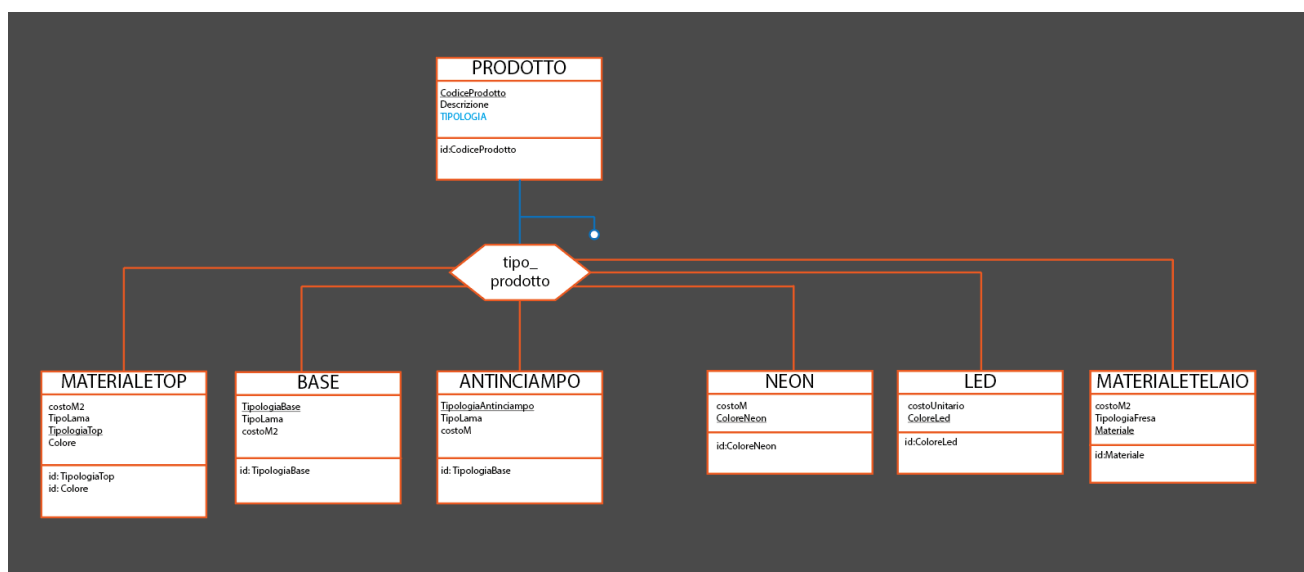 PRODOTTO
CodiceProdotto
Descrizione
TIPOLOGIA
id:CodiceProdotto
tipo_
prodotto
MATERIALETOP
costoM2
TipoLama
TipologiaTop
Colore
id: TipologiaTop
id: Colore
BASE
TipologiaBase
TipoLama
costoM2
id: TipologiaBase
ANTINCIAMPO
TipologiaAntinciampo
TipoLama
costoM
id: TipologiaBase
NEON
costoM
ColoreNeon
id:ColoreNeon
LED
costoUnitario
ColoreLed
id:ColoreLed
MATERIALETELAIO
costoM2
TipologiaFresa
Materiale
id:Materiale